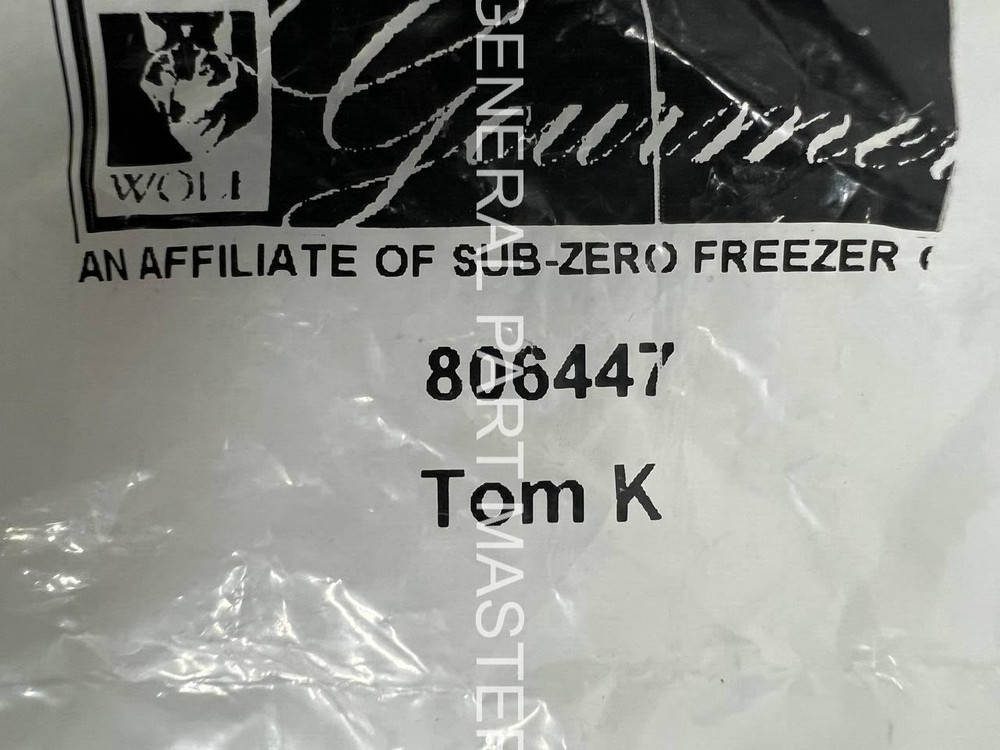 WOLF
Gourmet
AN AFFILIATE OF SUB-ZERO FREEZER
806447
Tom K
GENERAL PARTMASTER